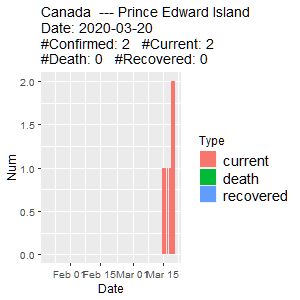 Canada  --- Prince Edward Island
Date: 2020-03-20
#Confirmed: 2   #Current: 2
#Death: 0   #Recovered: 0
Num
2.0
1.5
1.0
0.5
0.0
Feb 01 Feb 15 Mar 01 Mar 15
Date
Type
current
death
recovered